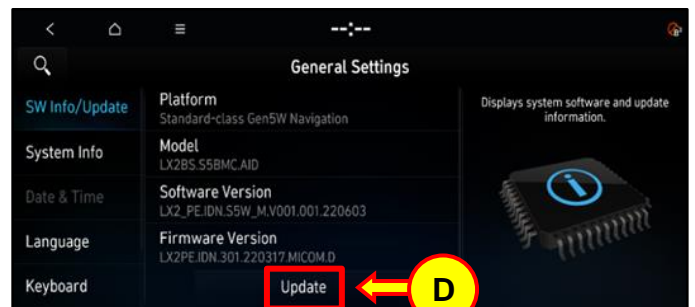 --:--
General Settings
SW Info/Update
Platform
Standard-class Gen5W Navigation
Displays system software and update
information.
System Info
Model
LX2BS.S5BMC.AID
Date & Time
Software Version
LX2_PE.IDN.S5W_M.V001.001.220603
Language
Firmware Version
LX2PE.IDN.301.220317.MICOM.D
Keyboard
Update
D